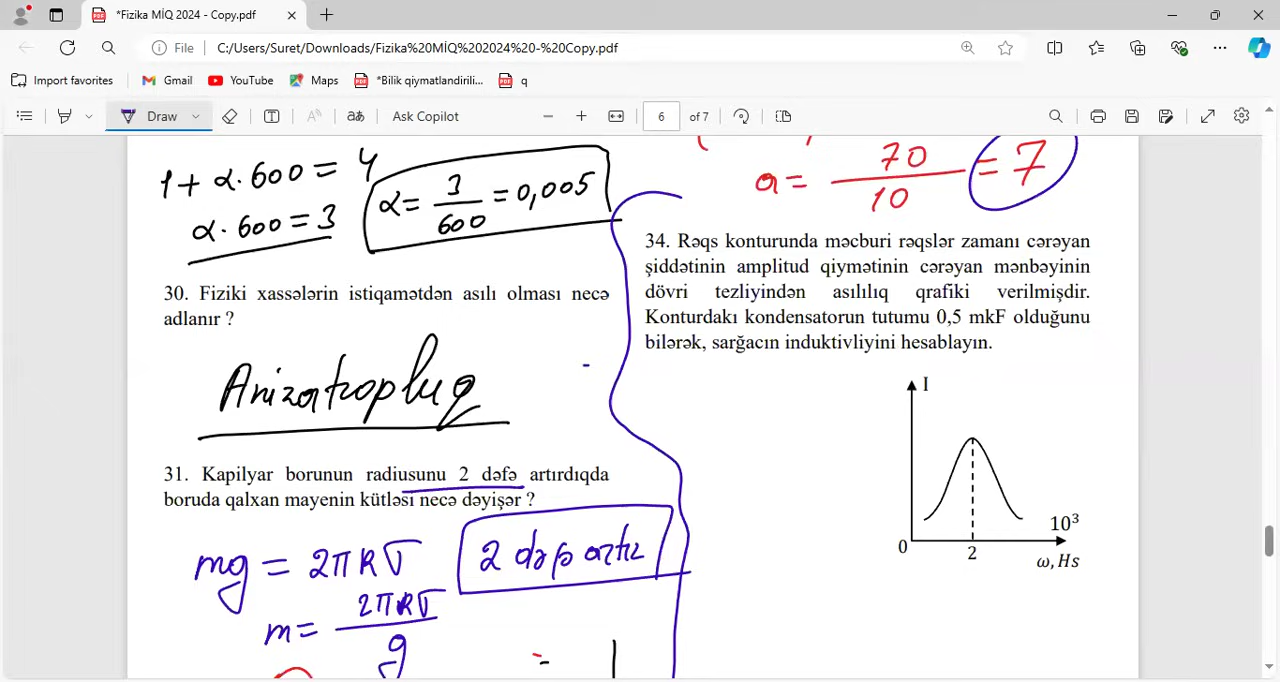 *Fizika MİQ 2024 - Copy.pdf
File
C:/Users/Suret/Downloads/Fizika%20MİQ%202024%20-%20Copy.pdf
Import favorites
Gmail
YouTube
Maps
*Bilik qiymatlandirili...
q
Draw
Ask Copilot
6 of 7
1 + α · 600 = 4
α · 600 = 3
α = 3/600 = 0,005
30. Fiziki xassələrin istiqamətdən asılı olması necə
adlanır ?
Anizatropluq
31. Kapilyar borunun radiusunu 2 dəfə artırdıqda
boruda qalxan mayenin kütləsi necə dəyişər ?
mg = 2πRσ
2 dəfə artır
m = 2πRσ/g
a = 70/10 = 7
34. Rəqs konturunda məcburi rəqslər zamanı cərəyan
şiddətinin amplitud qiymətinin cərəyan mənbəyinin
dövri tezliyindən asılılıq qrafiki verilmişdir.
Konturdakı kondensatorun tutumu 0,5 mkF olduğunu
bilərək, sarğacın induktivliyini hesablayın.
I
10³
0
2
ω, Hs